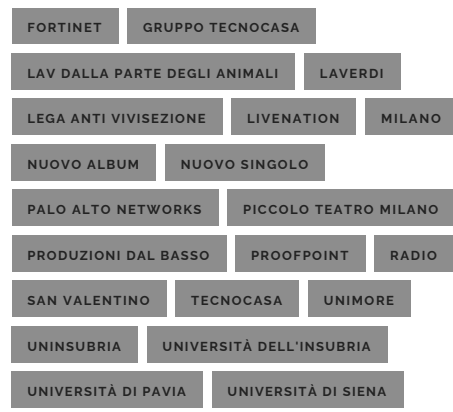 FORTINET GRUPPO TECNOCASA
LAV DALLA PARTE DEGLI ANIMALI LAVERDI
LEGA ANTI VIVISEZIONE LIVENATION MILANO
NUOVO ALBUM NUOVO SINGOLO
PALO ALTO NETWORKS PICCOLO TEATRO MILANO
PRODUZIONI DAL BASSO PROOFPOINT RADIO
SAN VALENTINO TECNOCASA UNIMORE
UNINSUBRIA UNIVERSITÀ DELL'INSUBRIA
UNIVERSITÀ DI PAVIA UNIVERSITÀ DI SIENA